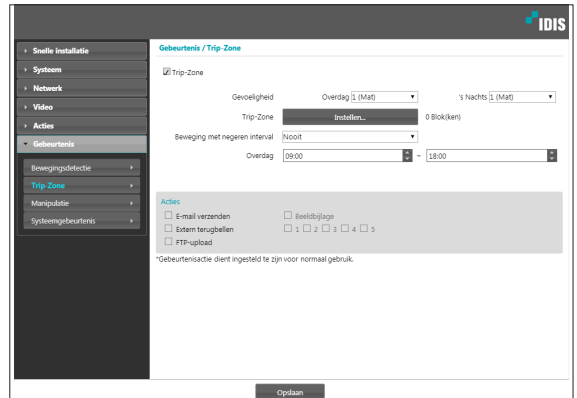 IDIS
Snelle installatie
Systeem
Netwerk
Video
Acties
Gebeurtenis
Bewegingsdetectie
Trip-Zone
Manipulatie
Systeemgebeurtenis
Gebeurtenis / Trip-Zone
Trip-Zone
Gevoeligheid Overdag 1 (Mat) 's Nachts 1 (Mat)
Trip-Zone Instellen... 0 Blok(ken)
Beweging met negeren interval Nooit
Overdag 09:00 ~ 18:00
Acties
E-mail verzenden Beeldbijlage
Extern terugbellen 1 2 3 4 5
FTP-upload
*Gebeurtenisactie dient ingesteld te zijn voor normaal gebruik.
Opslaan